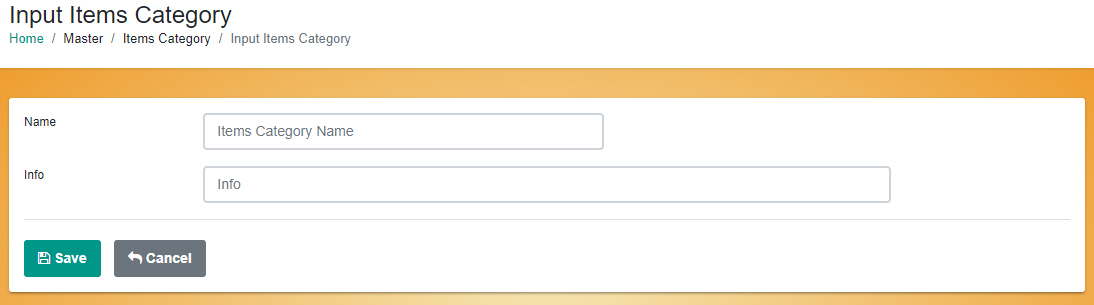 Input Items Category
Home / Master / Items Category / Input Items Category
Name
Items Category Name
Info
Info
Save Cancel